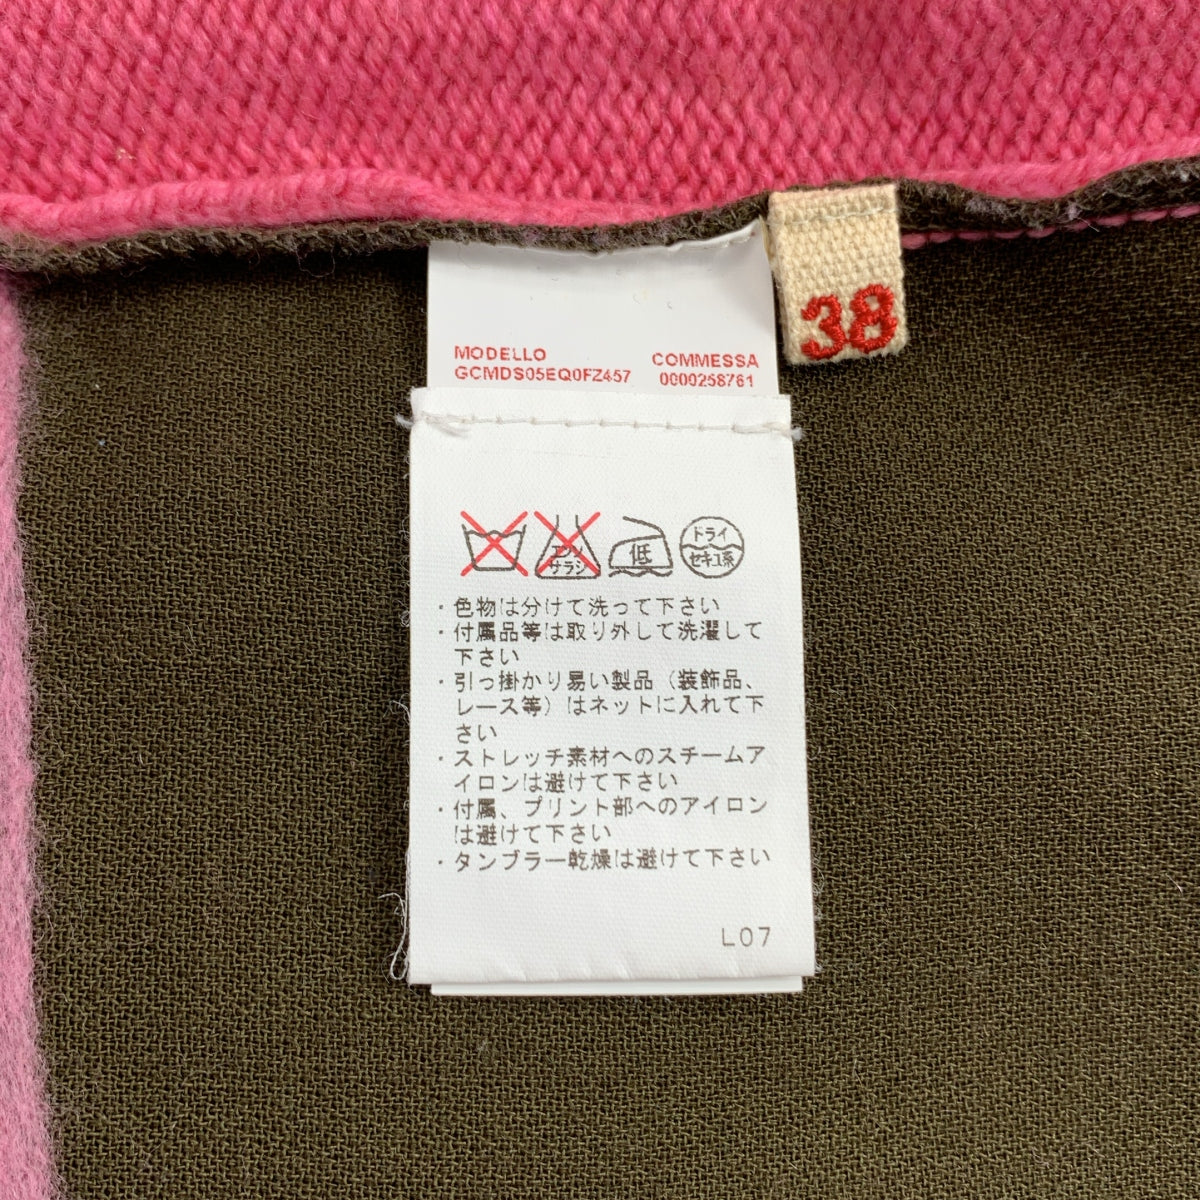 38
MODELLO COMMESSA
GCMDS05EQ0FZ457 0000258761
エンソ
サラシ
低
ドライ
セキユ系
・色物は分けて洗って下さい
・付属品等は取り外して洗濯して
下さい
・引っ掛かり易い製品（装飾品、
レース等）はネットに入れて下
さい
・ストレッチ素材へのスチームア
イロンは避けて下さい
・付属、プリント部へのアイロン
は避けて下さい
・タンブラー乾燥は避けて下さい
L07